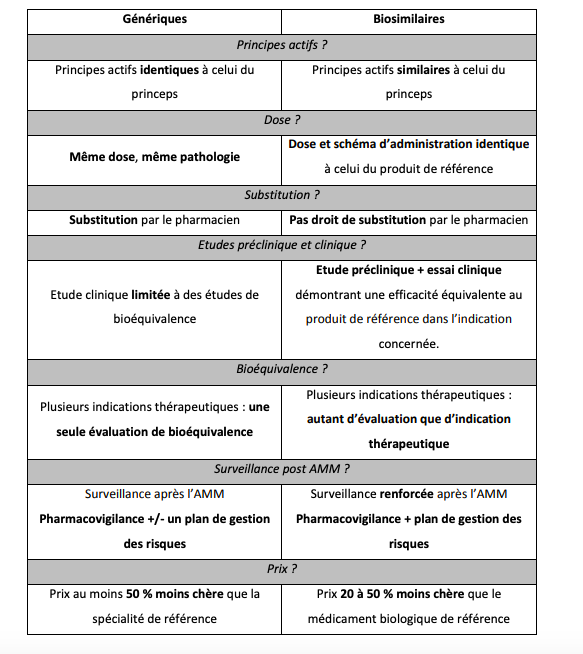 Génériques
Biosimilaires
Principes actifs ?
Principes actifs identiques à celui du
princeps
Principes actifs similaires à celui du
princeps
Dose ?
Même dose, même pathologie
Dose et schéma d’administration identique
à celui du produit de référence
Substitution ?
Substitution par le pharmacien
Pas droit de substitution par le pharmacien
Etudes préclinique et clinique ?
Etude clinique limitée à des études de
bioéquivalence
Etude préclinique + essai clinique
démontrant une efficacité équivalente au
produit de référence dans l’indication
concernée.
Bioéquivalence ?
Plusieurs indications thérapeutiques : une
seule évaluation de bioéquivalence
Plusieurs indications thérapeutiques :
autant d’évaluation que d’indication
thérapeutique
Surveillance post AMM ?
Surveillance après l’AMM
Pharmacovigilance +/- un plan de gestion
des risques
Surveillance renforcée après l’AMM
Pharmacovigilance + plan de gestion des
risques
Prix ?
Prix au moins 50 % moins chère que la
spécialité de référence
Prix 20 à 50 % moins chère que le
médicament biologique de référence